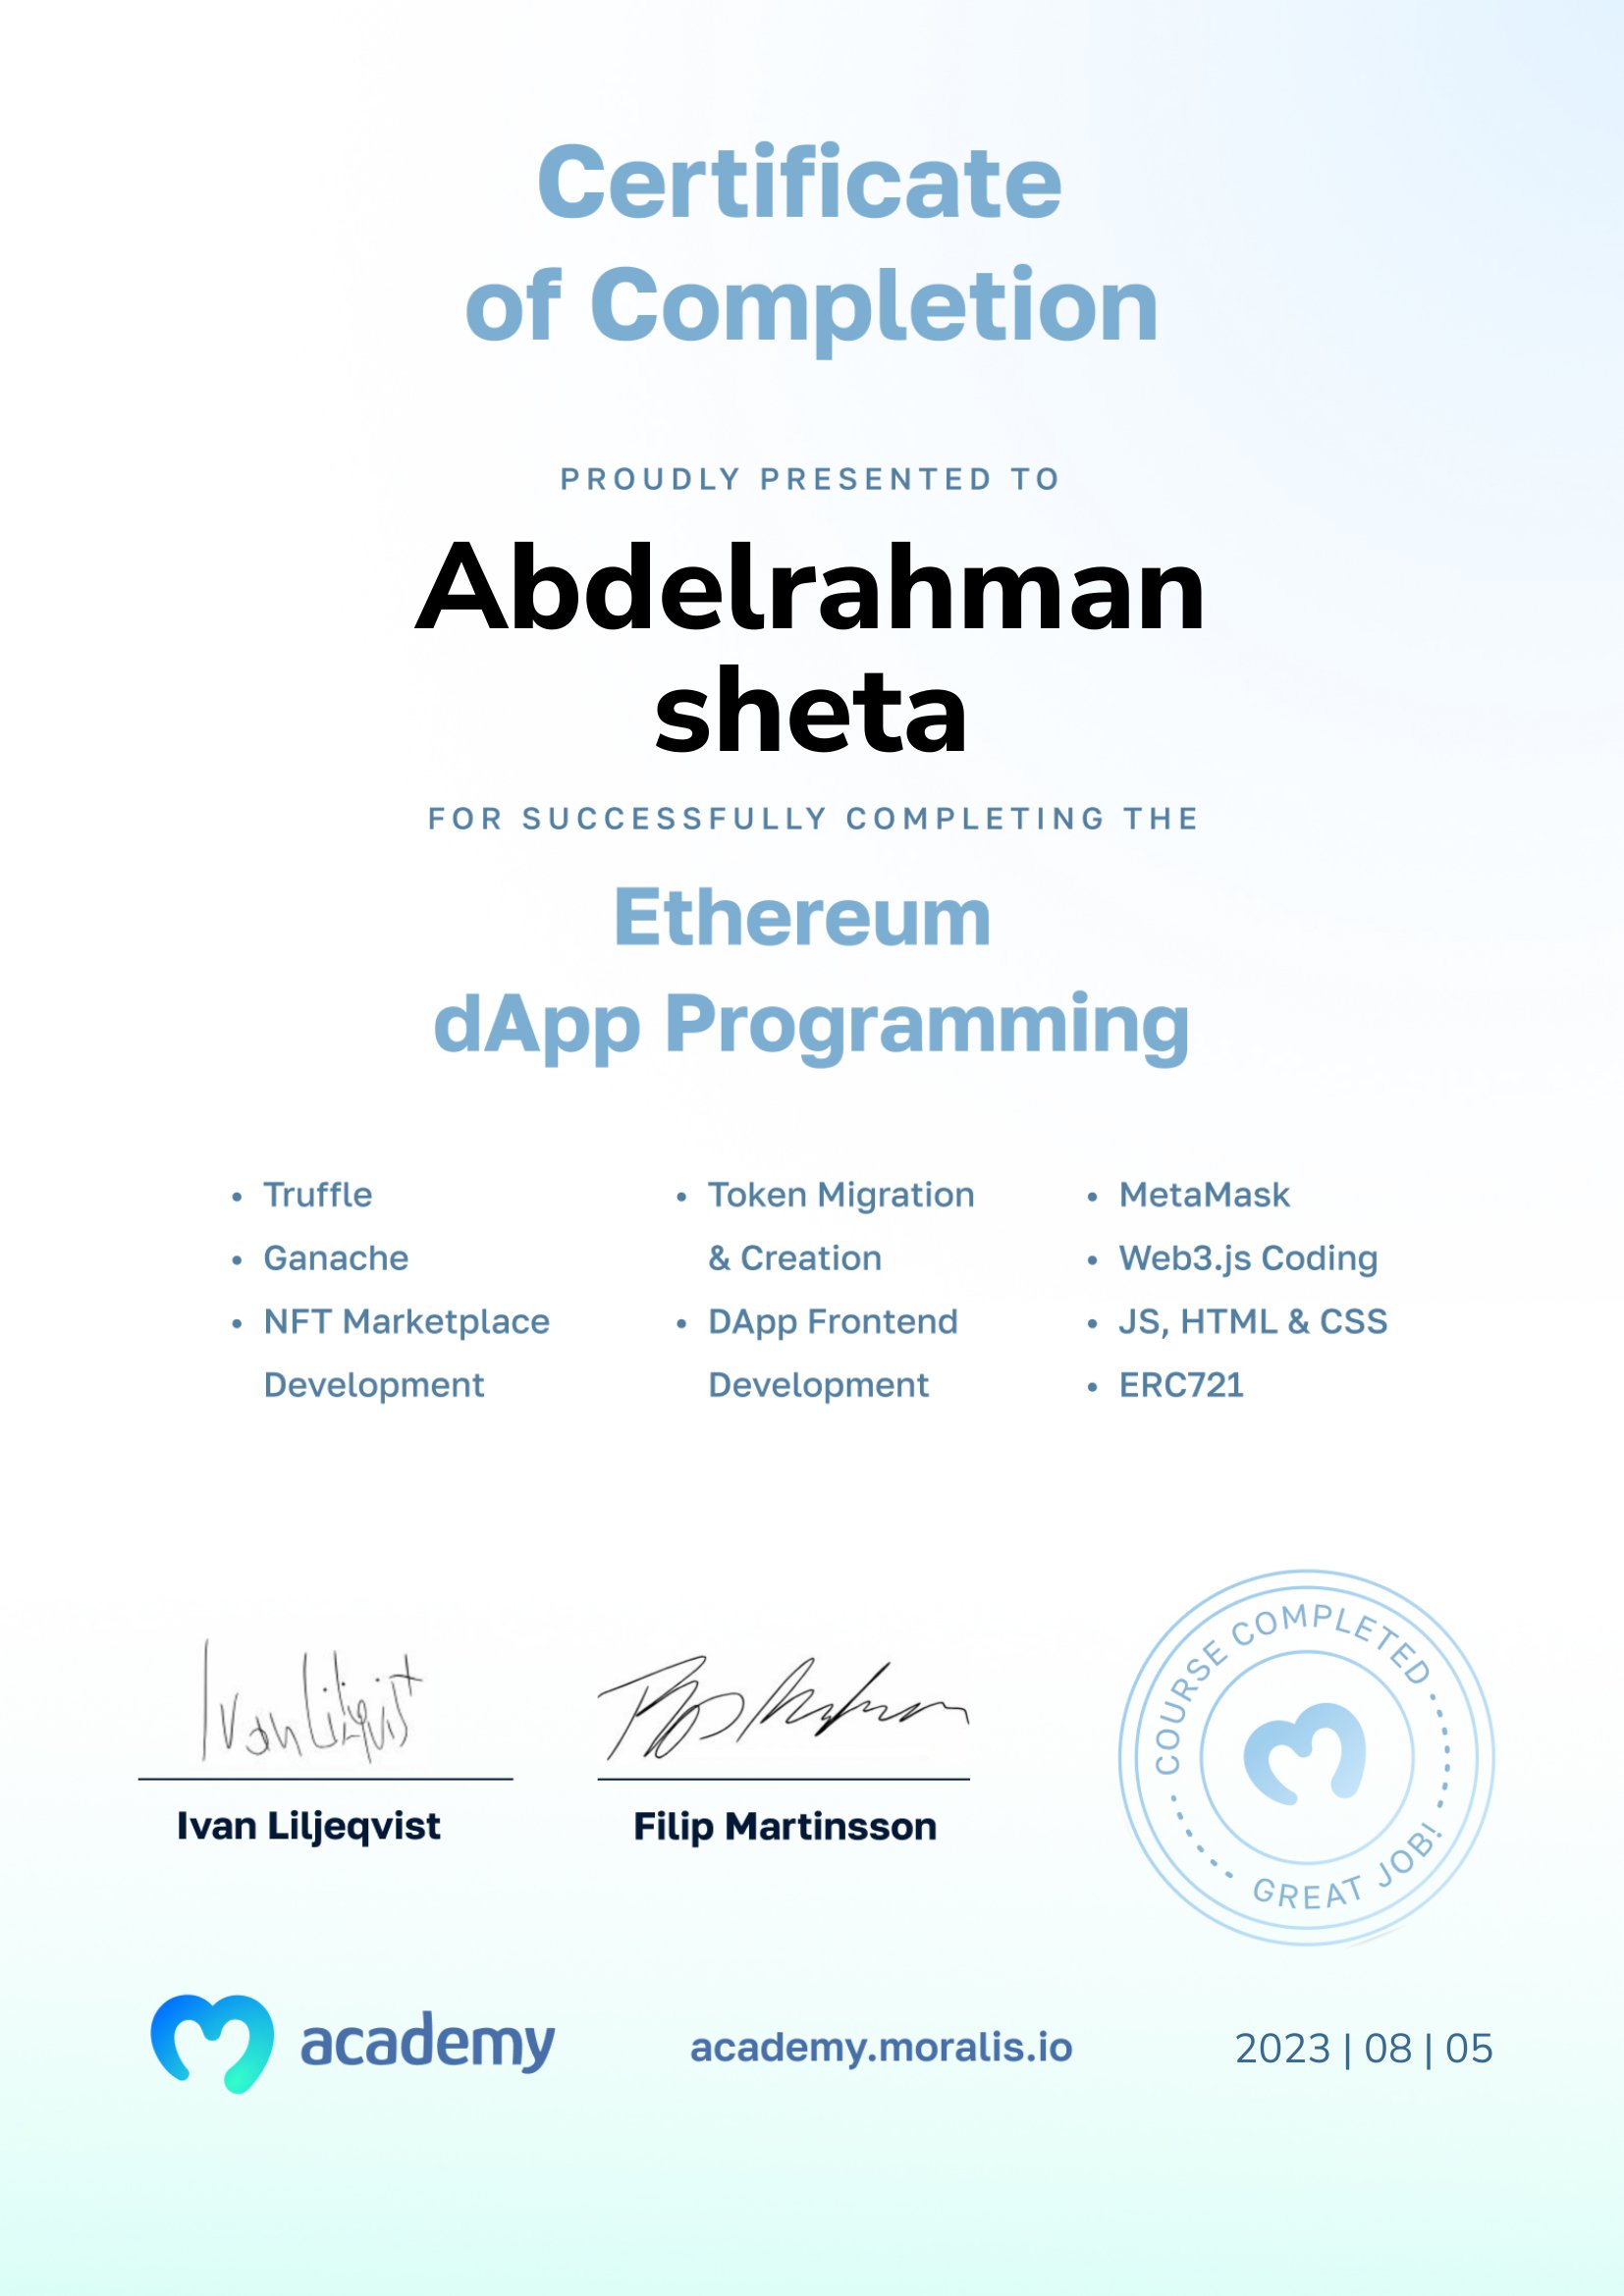 Certificate
of Completion
PROUDLY PRESENTED TO
Abdelrahman
sheta
FOR SUCCESSFULLY COMPLETING THE
Ethereum
dApp Programming
• Truffle
• Ganache
• NFT Marketplace
Development
• Token Migration
& Creation
• DApp Frontend
Development
• MetaMask
• Web3.js Coding
• JS, HTML & CSS
• ERC721
Ivan Liljeqvist
Ivan Liljeqvist
Filip Martinsson
COURSE COMPLETED
GREAT JOB!
academy
academy.moralis.io
2023 | 08 | 05